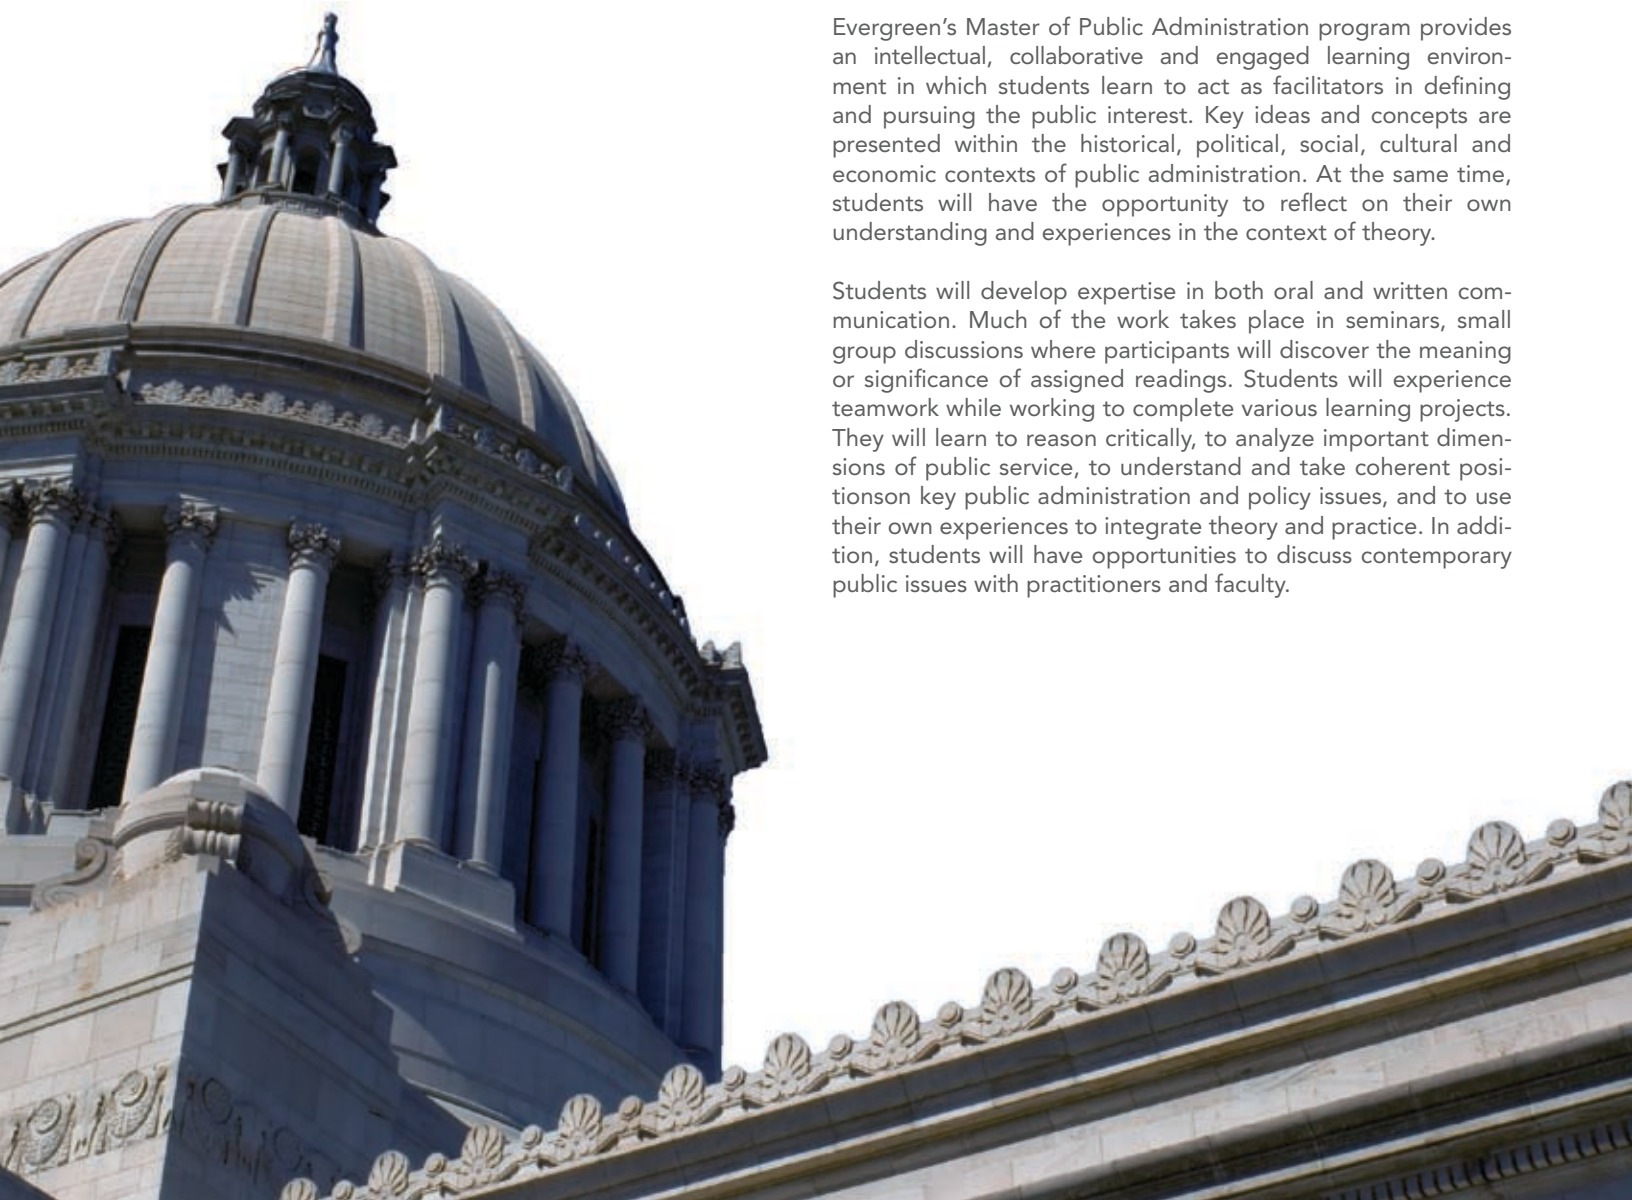 Evergreen’s Master of Public Administration program provides
an intellectual, collaborative and engaged learning environ-
ment in which students learn to act as facilitators in defining
and pursuing the public interest. Key ideas and concepts are
presented within the historical, political, social, cultural and
economic contexts of public administration. At the same time,
students will have the opportunity to reflect on their own
understanding and experiences in the context of theory.
Students will develop expertise in both oral and written com-
munication. Much of the work takes place in seminars, small
group discussions where participants will discover the meaning
or significance of assigned readings. Students will experience
teamwork while working to complete various learning projects.
They will learn to reason critically, to analyze important dimen-
sions of public service, to understand and take coherent posi-
tionson key public administration and policy issues, and to use
their own experiences to integrate theory and practice. In addi-
tion, students will have opportunities to discuss contemporary
public issues with practitioners and faculty.